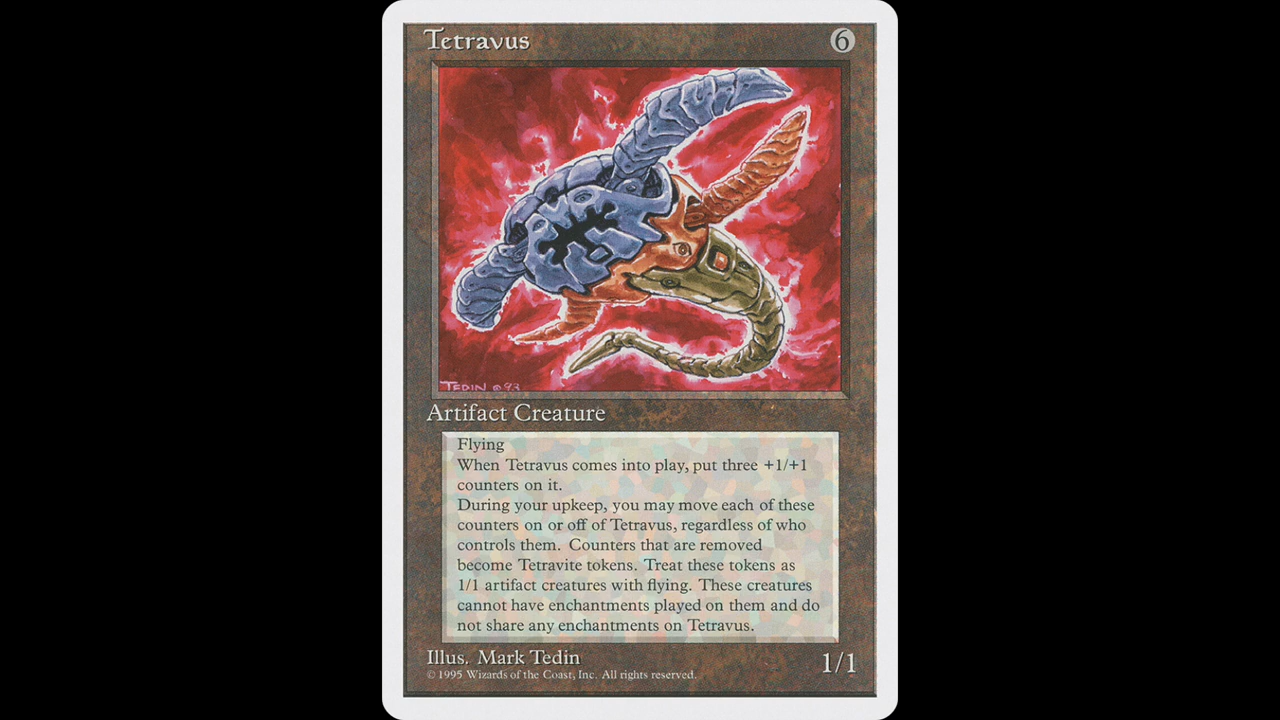 Tetravus 6
TEDIN © 93
Artifact Creature
Flying
When Tetravus comes into play, put three +1/+1
counters on it.
During your upkeep, you may move each of these
counters on or off of Tetravus, regardless of who
controls them. Counters that are removed
become Tetravite tokens. Treat these tokens as
1/1 artifact creatures with flying. These creatures
cannot have enchantments played on them and do
not share any enchantments on Tetravus.
Illus. Mark Tedin
1/1
© 1995 Wizards of the Coast, Inc. All rights reserved.